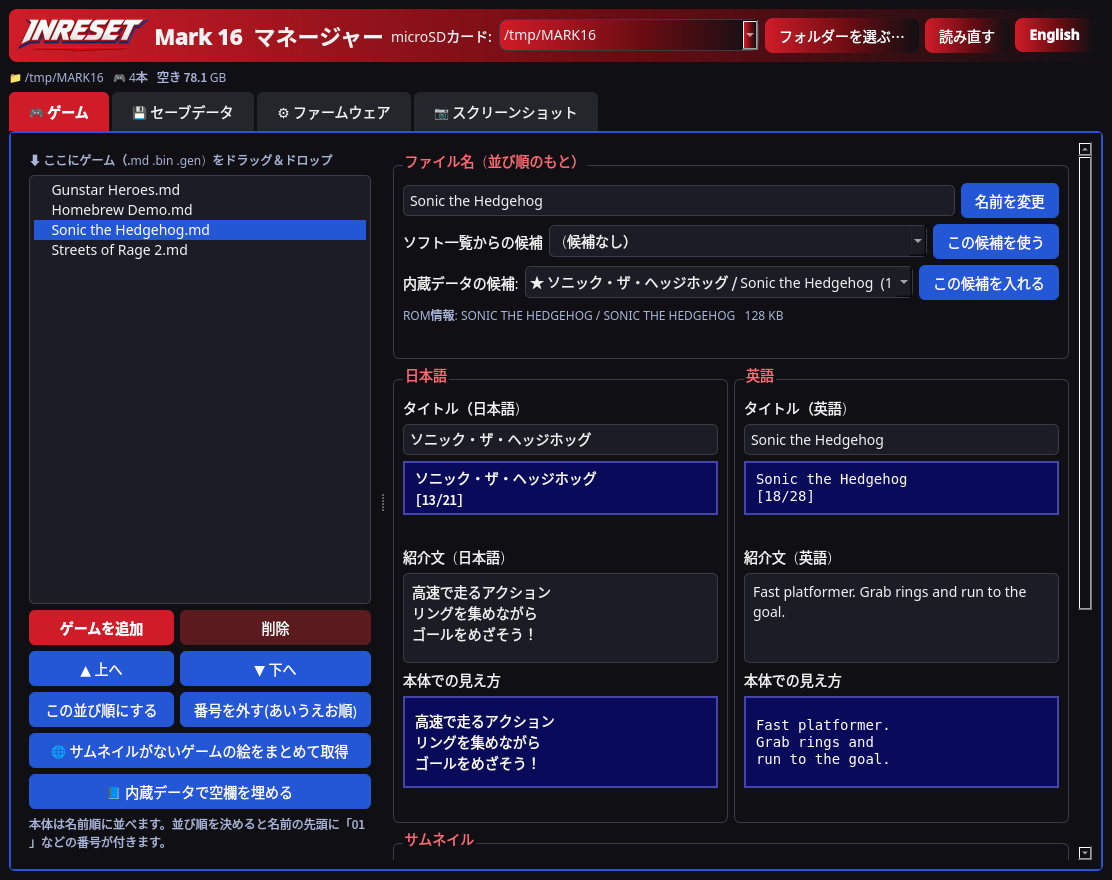 INRESET Mark 16 マネージャー microSDカード: /tmp/MARK16 フォルダーを選ぶ… 読み直す English
/tmp/MARK16 4本 空き 78.1 GB
ゲーム セーブデータ ファームウェア スクリーンショット
⬇ ここにゲーム（.md .bin .gen）をドラッグ＆ドロップ
Gunstar Heroes.md
Homebrew Demo.md
Sonic the Hedgehog.md
Streets of Rage 2.md
ゲームを追加 削除
▲ 上へ ▼ 下へ
この並び順にする 番号を外す(あいうえお順)
サムネイルがないゲームの絵をまとめて取得
内蔵データで空欄を埋める
本体は名前順に並べます。並び順を決めると名前の先頭に「01
」などの番号が付きます。
ファイル名（並び順のもと）
Sonic the Hedgehog 名前を変更
ソフト一覧からの候補 （候補なし） この候補を使う
内蔵データの候補: ★ ソニック・ザ・ヘッジホッグ / Sonic the Hedgehog (1 この候補を入れる
ROM情報: SONIC THE HEDGEHOG / SONIC THE HEDGEHOG 128 KB
日本語
タイトル（日本語）
ソニック・ザ・ヘッジホッグ
ソニック・ザ・ヘッジホッグ
[13/21]
紹介文（日本語）
高速で走るアクション
リングを集めながら
ゴールをめざそう！
本体での見え方
高速で走るアクション
リングを集めながら
ゴールをめざそう！
英語
タイトル（英語）
Sonic the Hedgehog
Sonic the Hedgehog
[18/28]
紹介文（英語）
Fast platformer. Grab rings and run to the
goal.
本体での見え方
Fast platformer.
Grab rings and
run to the goal.
サムネイル